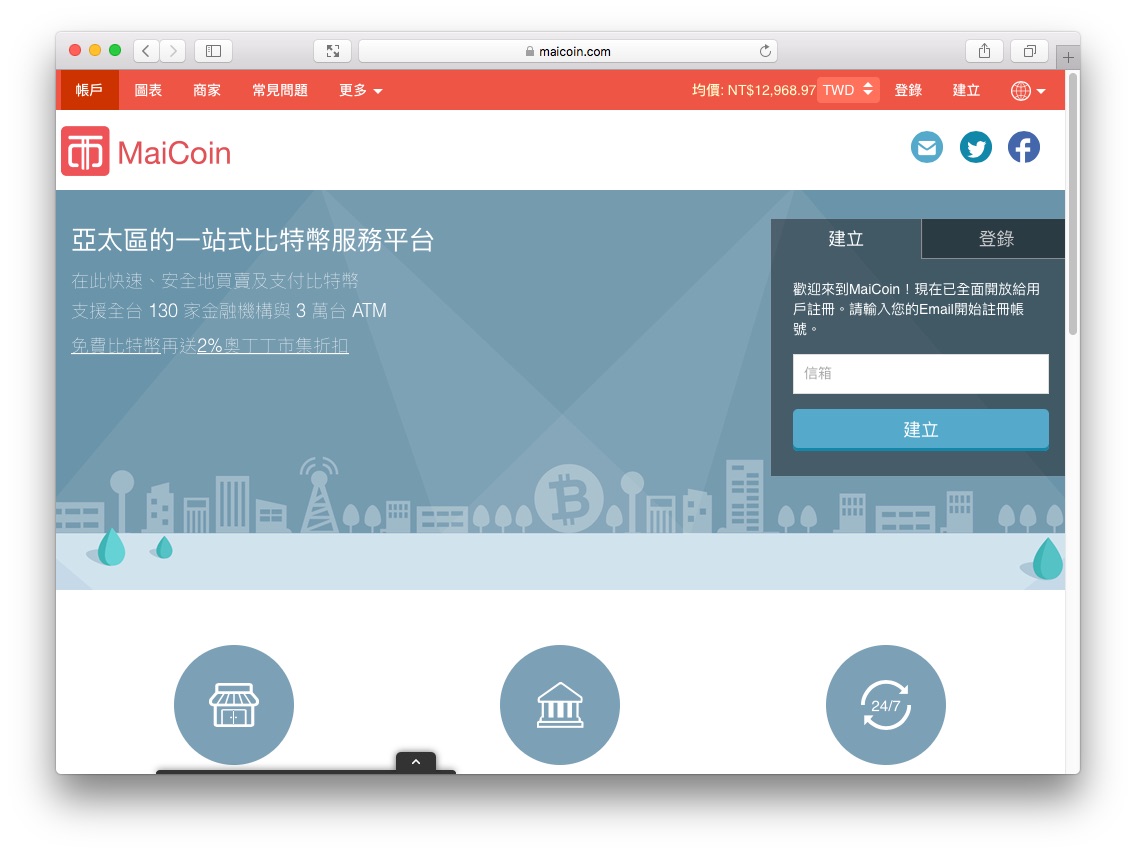 maicoin.com
帳戶 圖表 商家 常見問題 更多 均價: NT$12,968.97 TWD 登錄 建立
MaiCoin
亞太區的一站式比特幣服務平台
在此快速、安全地買賣及支付比特幣
支援全台 130 家金融機構與 3 萬台 ATM
免費比特幣再送2%奧丁丁市集折扣
建立 登錄
歡迎來到MaiCoin！現在已全面開放給用
戶註冊。請輸入您的Email開始註冊帳
號。
信箱
建立
24/7